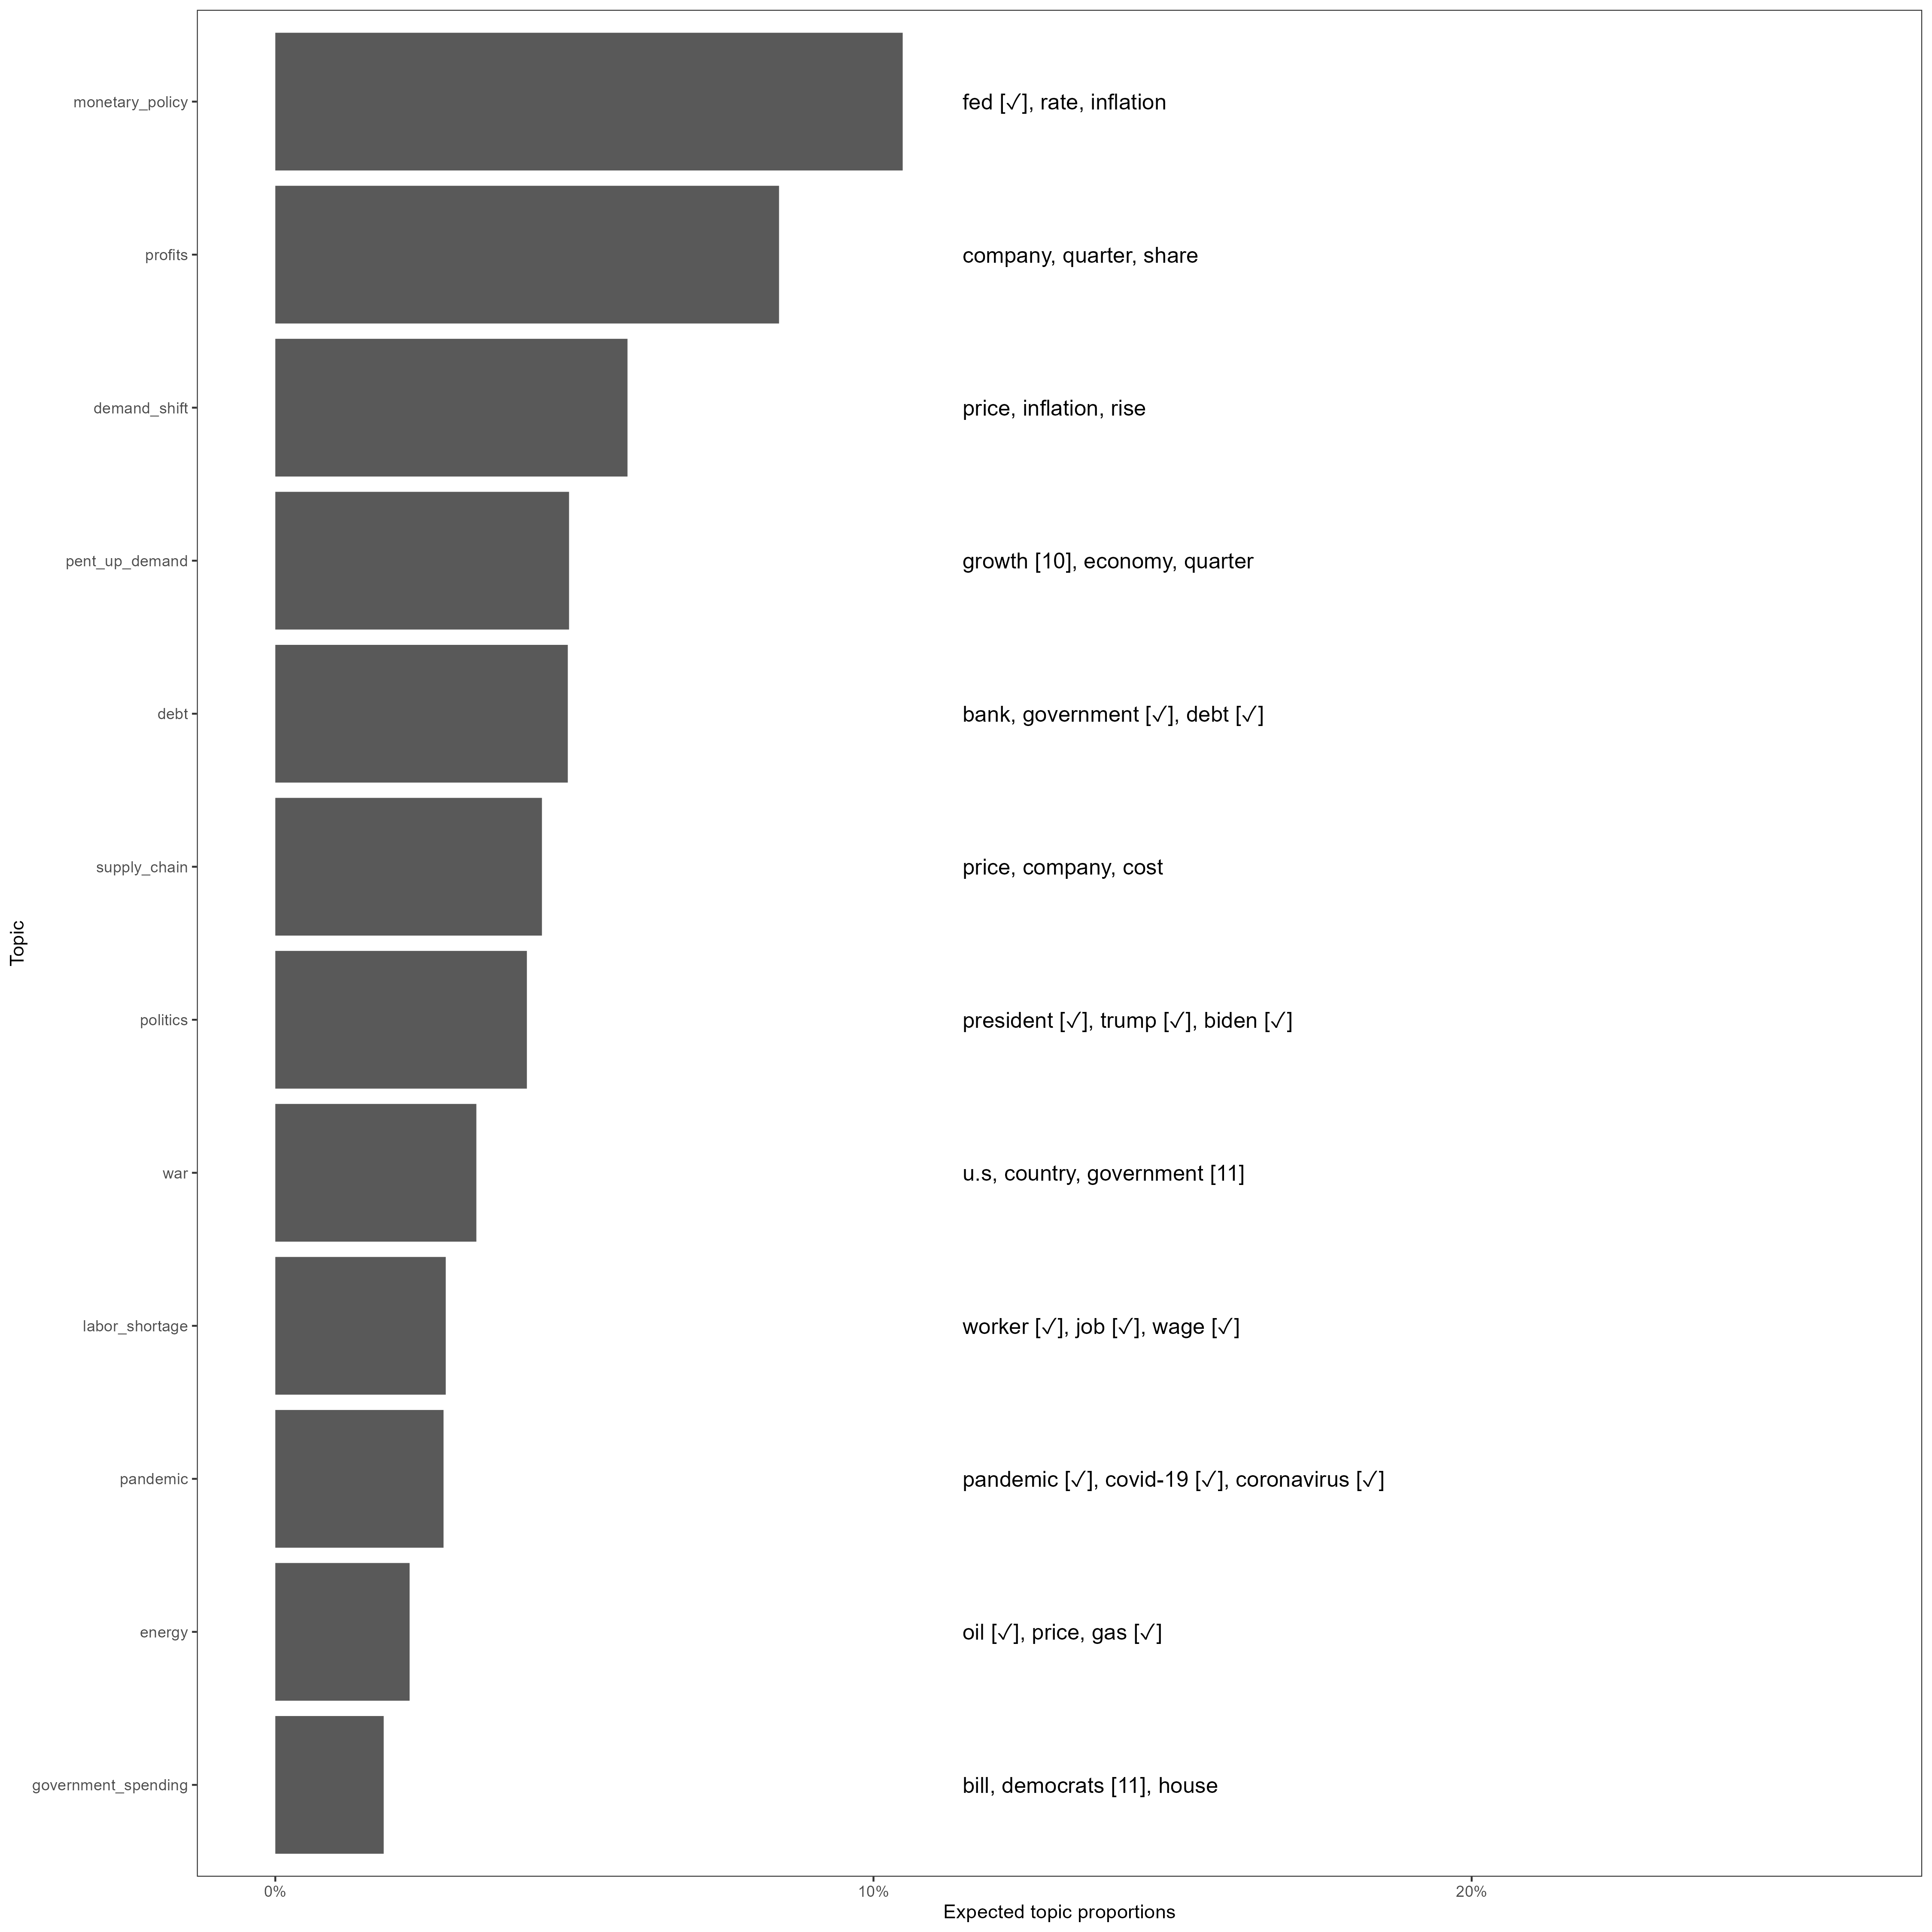 monetary_policy fed [✓], rate, inflation
profits company, quarter, share
demand_shift price, inflation, rise
pent_up_demand growth [10], economy, quarter
debt bank, government [✓], debt [✓]
supply_chain price, company, cost
politics president [✓], trump [✓], biden [✓]
war u.s, country, government [11]
labor_shortage worker [✓], job [✓], wage [✓]
pandemic pandemic [✓], covid-19 [✓], coronavirus [✓]
energy oil [✓], price, gas [✓]
government_spending bill, democrats [11], house
Topic
0% 10% 20%
Expected topic proportions